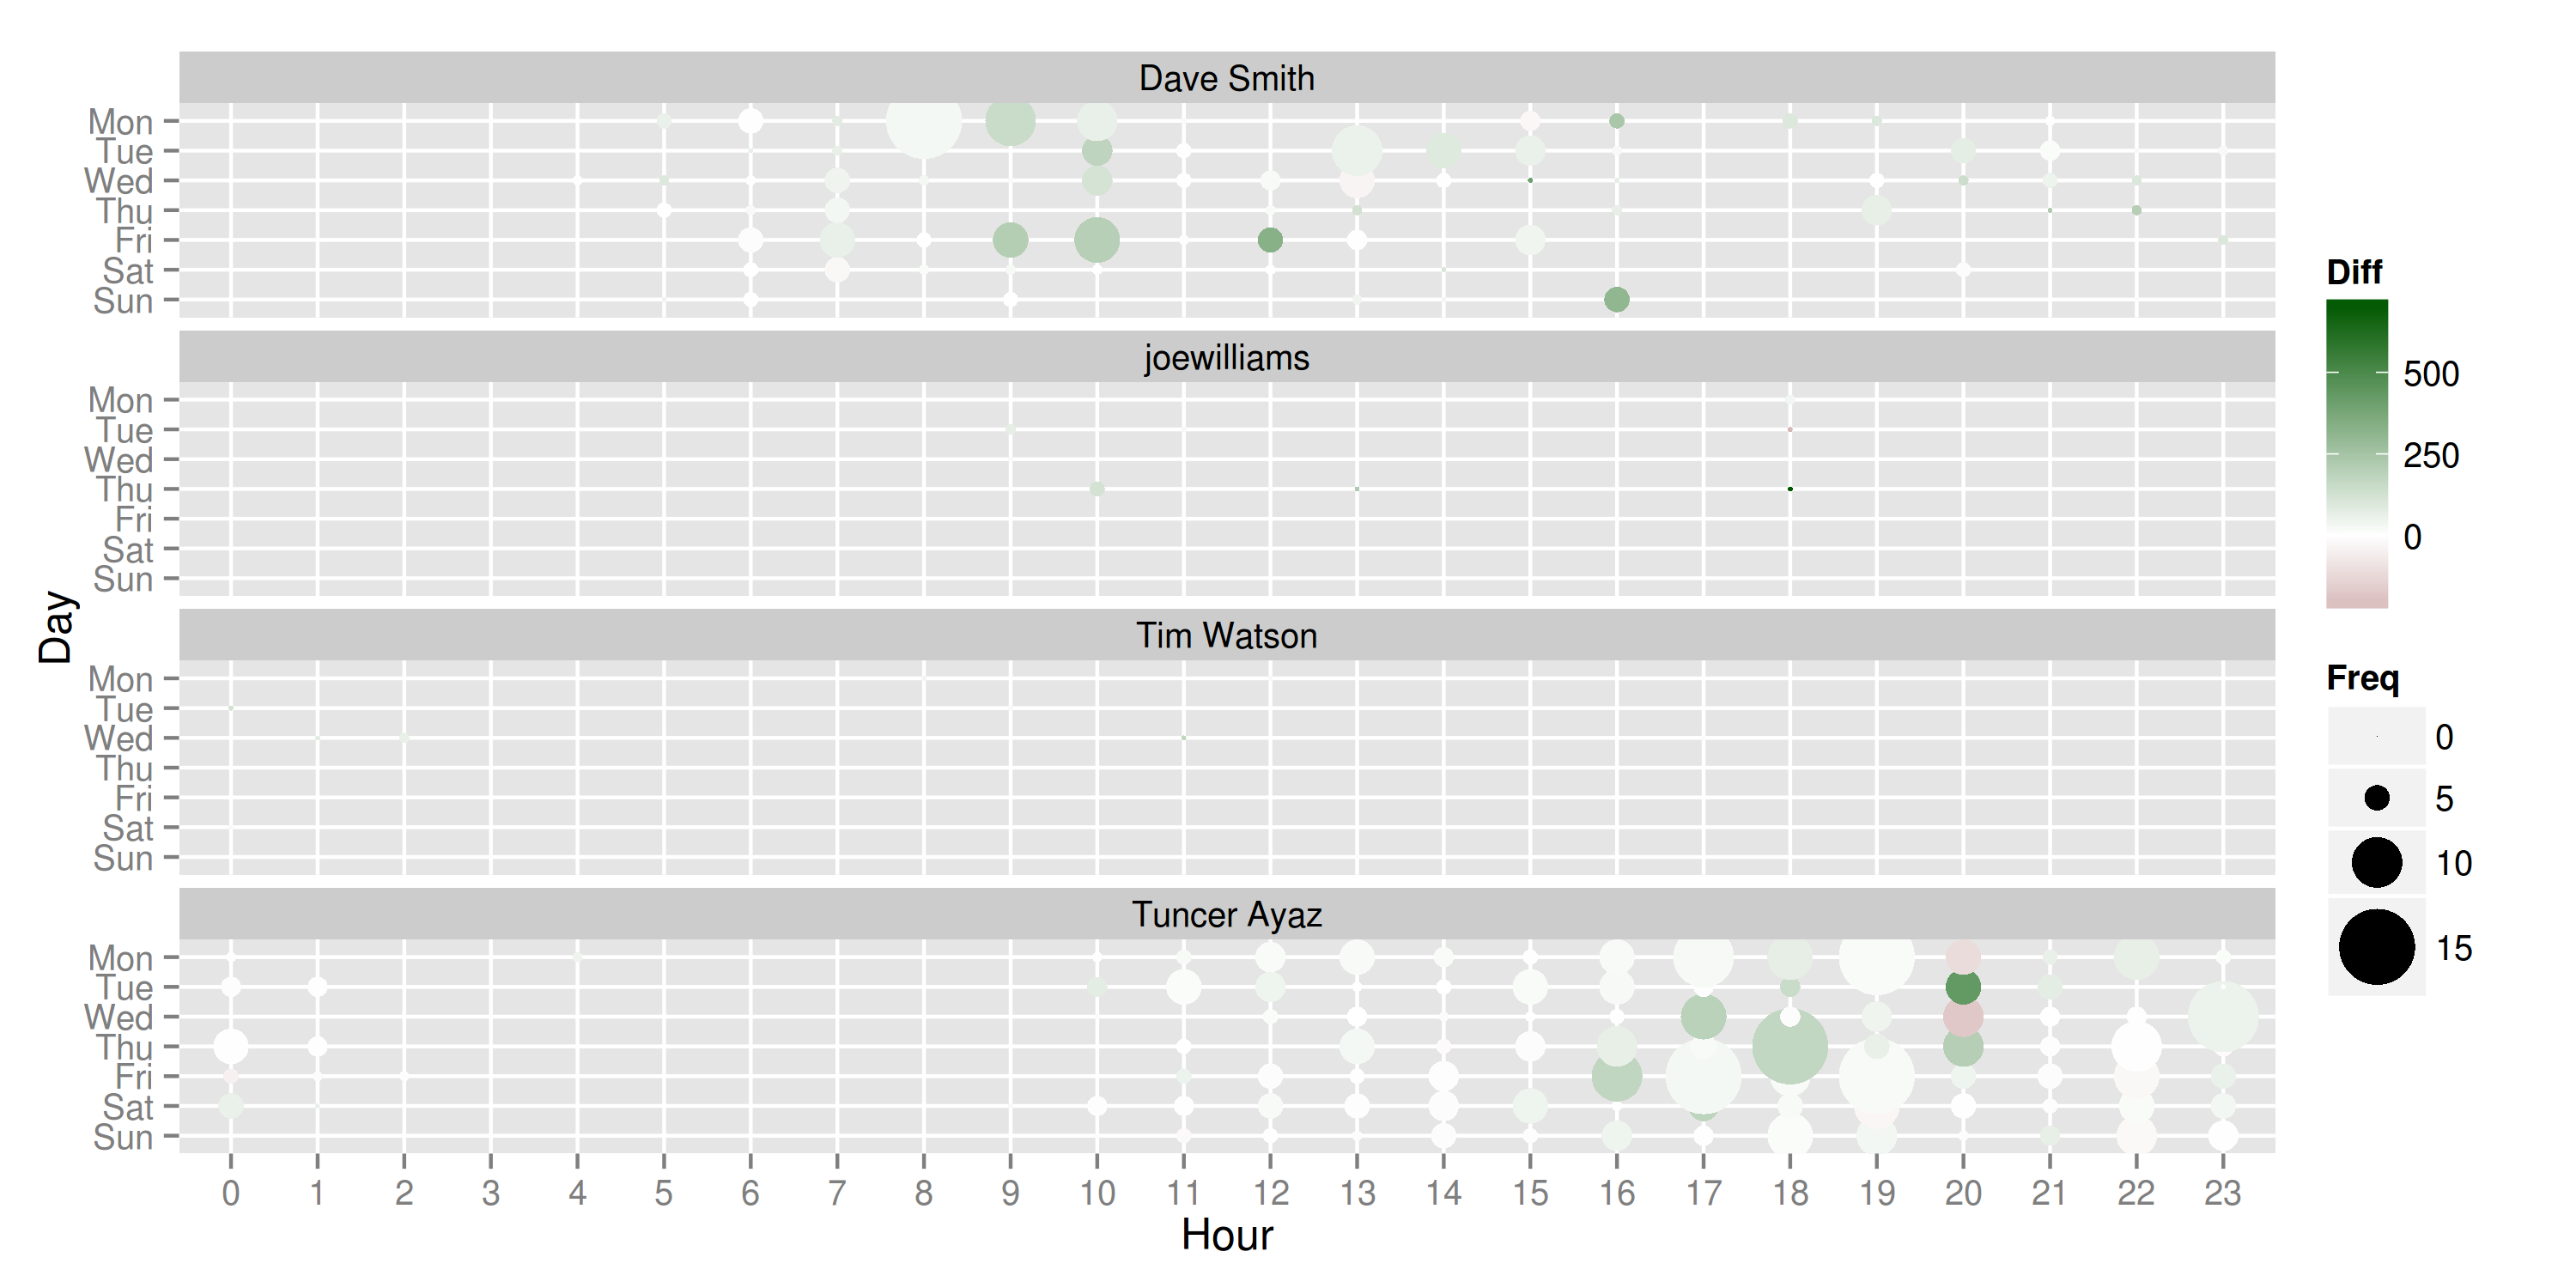 Dave Smith
Mon
Tue
Wed
Thu
Fri
Sat
Sun
joewilliams
Mon
Tue
Wed
Thu
Fri
Sat
Sun
Tim Watson
Mon
Tue
Wed
Thu
Fri
Sat
Sun
Tuncer Ayaz
Mon
Tue
Wed
Thu
Fri
Sat
Sun
0 1 2 3 4 5 6 7 8 9 10 11 12 13 14 15 16 17 18 19 20 21 22 23
Hour
Day
Diff
500
250
0
Freq
0
5
10
15